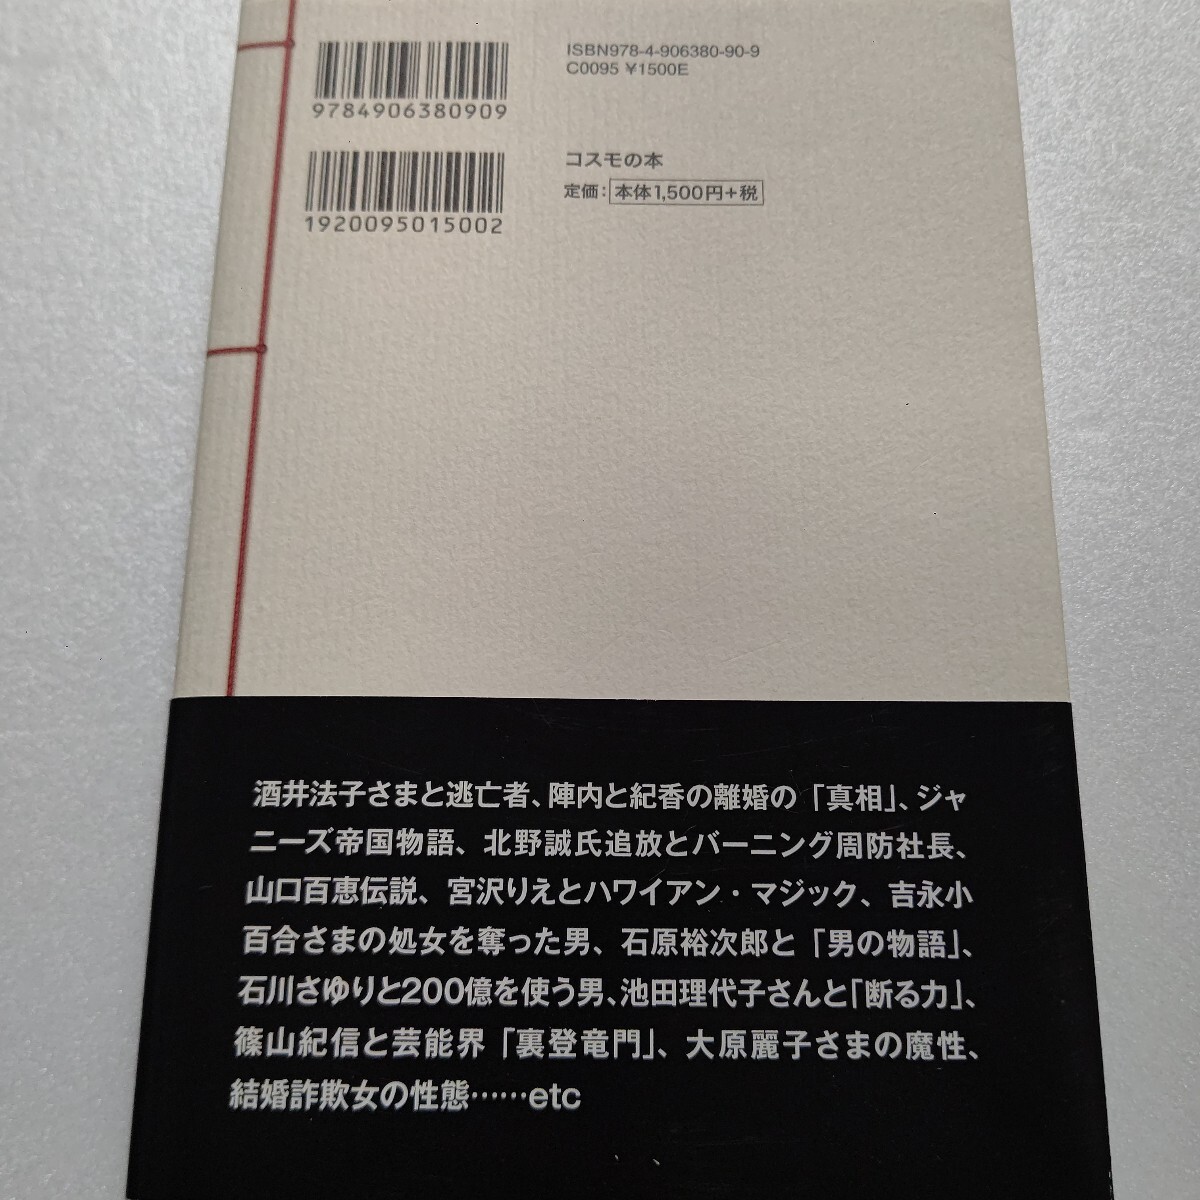 ISBN978-4-906380-90-9
C0095 ¥1500E
9784906380909
コスモの本
定価：本体1,500円+税
1920095015002
酒井法子さまと逃亡者、陣内と紀香の離婚の「真相」、ジャ
ニーズ帝国物語、北野誠氏追放とバーニング周防社長、
山口百恵伝説、宮沢りえとハワイアン・マジック、吉永小
百合さまの処女を奪った男、石原裕次郎と「男の物語」、
石川さゆりと200億を使う男、池田理代子さんと「断る力」、
篠山紀信と芸能界「裏登竜門」、大原麗子さまの魔性、
結婚詐欺女の性態……etc